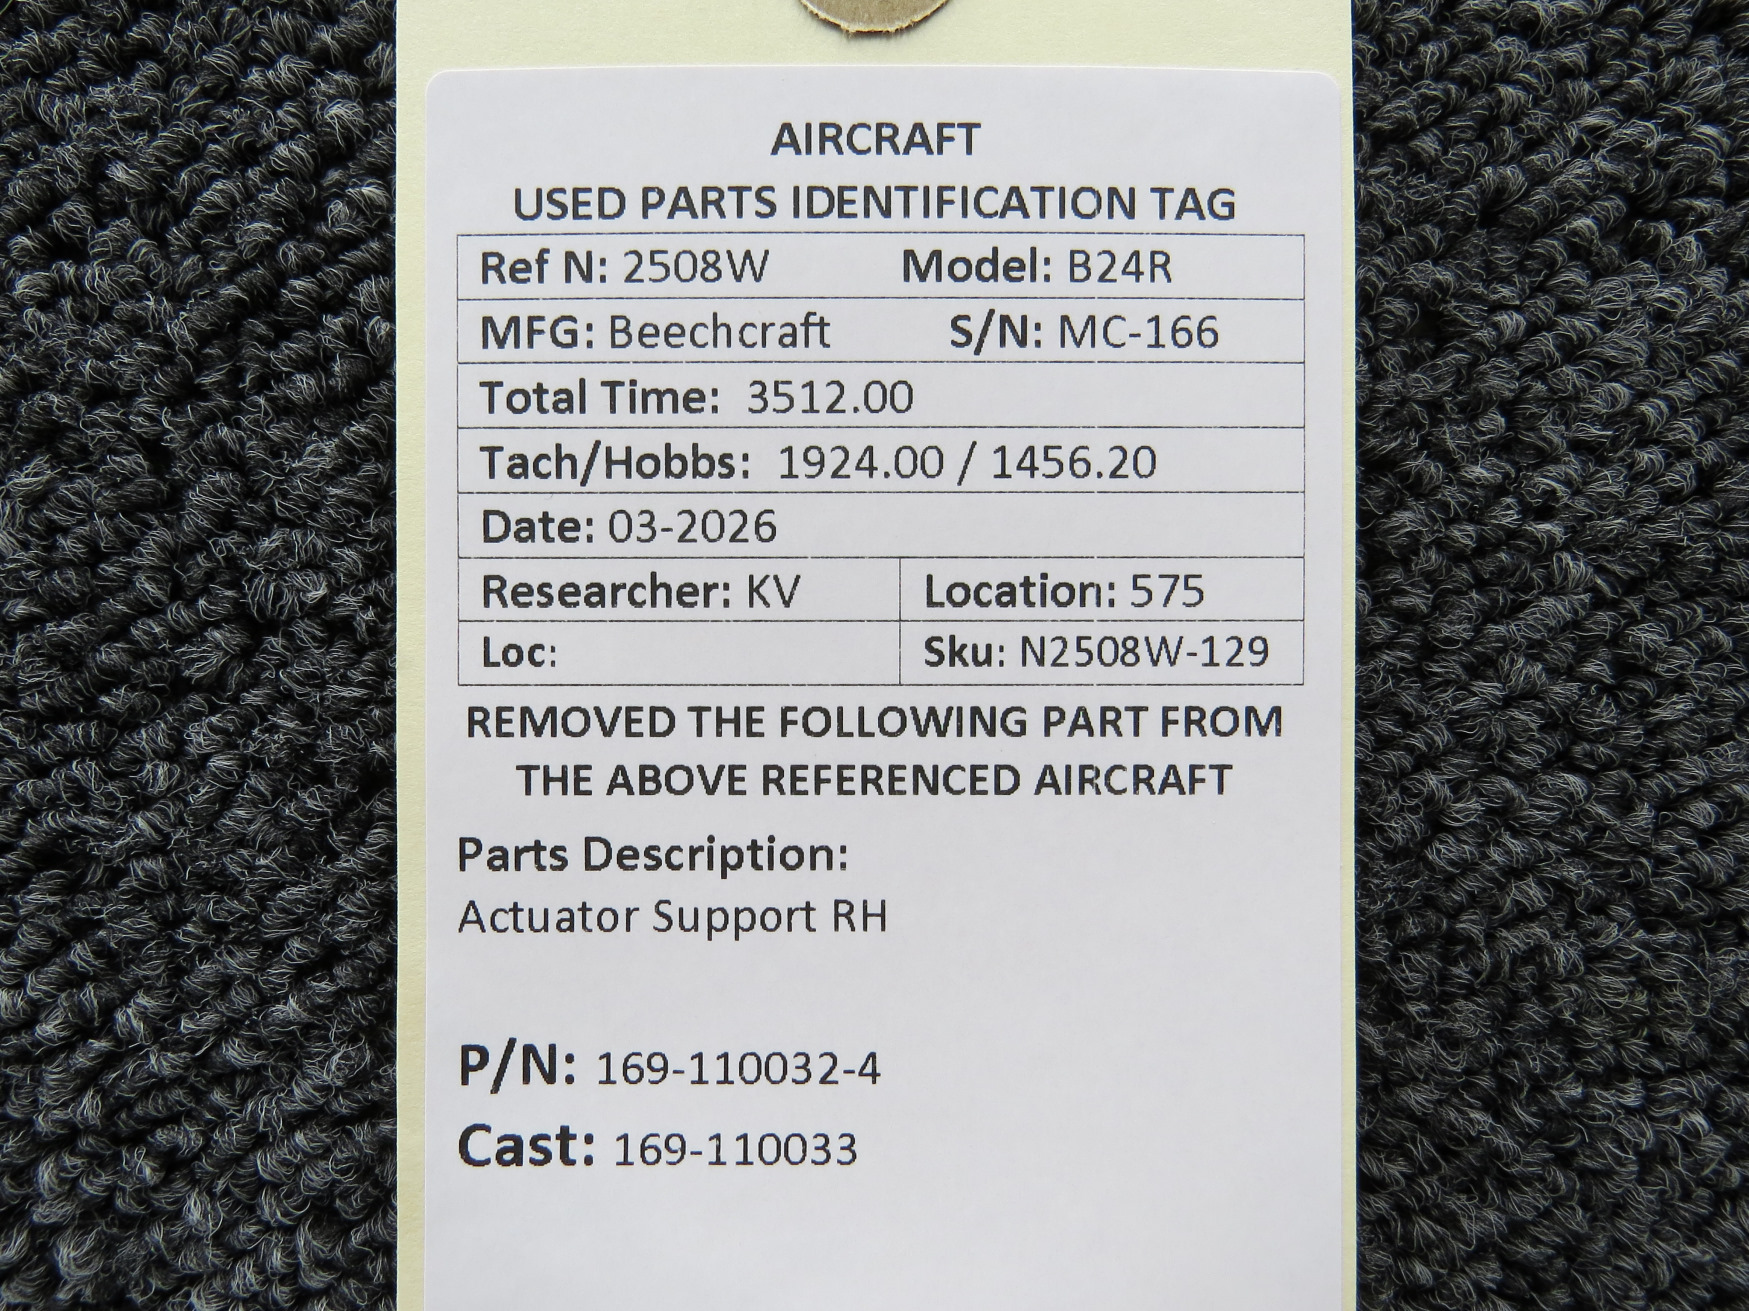 AIRCRAFT
USED PARTS IDENTIFICATION TAG
Ref N: 2508W Model: B24R
MFG: Beechcraft S/N: MC-166
Total Time: 3512.00
Tach/Hobbs: 1924.00 / 1456.20
Date: 03-2026
Researcher: KV Location: 575
Loc: Sku: N2508W-129
REMOVED THE FOLLOWING PART FROM
THE ABOVE REFERENCED AIRCRAFT
Parts Description:
Actuator Support RH
P/N: 169-110032-4
Cast: 169-110033